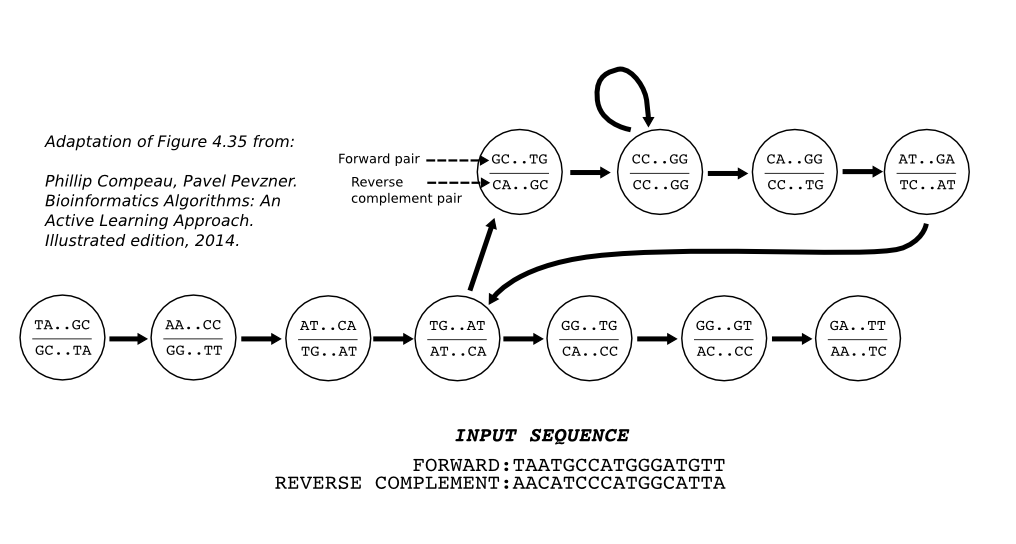 Adaptation of Figure 4.35 from:
Phillip Compeau, Pavel Pevzner.
Bioinformatics Algorithms: An
Active Learning Approach.
Illustrated edition, 2014.
Forward pair
Reverse
complement pair
GC..TG
CA..GC
CC..GG
CC..GG
CA..GG
CC..TG
AT..GA
TC..AT
TA..GC
GC..TA
AA..CC
GG..TT
AT..CA
TG..AT
TG..AT
AT..CA
GG..TG
CA..CC
GG..GT
AC..CC
GA..TT
AA..TC
INPUT SEQUENCE
FORWARD:TAATGCCATGGGATGTT
REVERSE COMPLEMENT:AACATCCCATGGCATTA